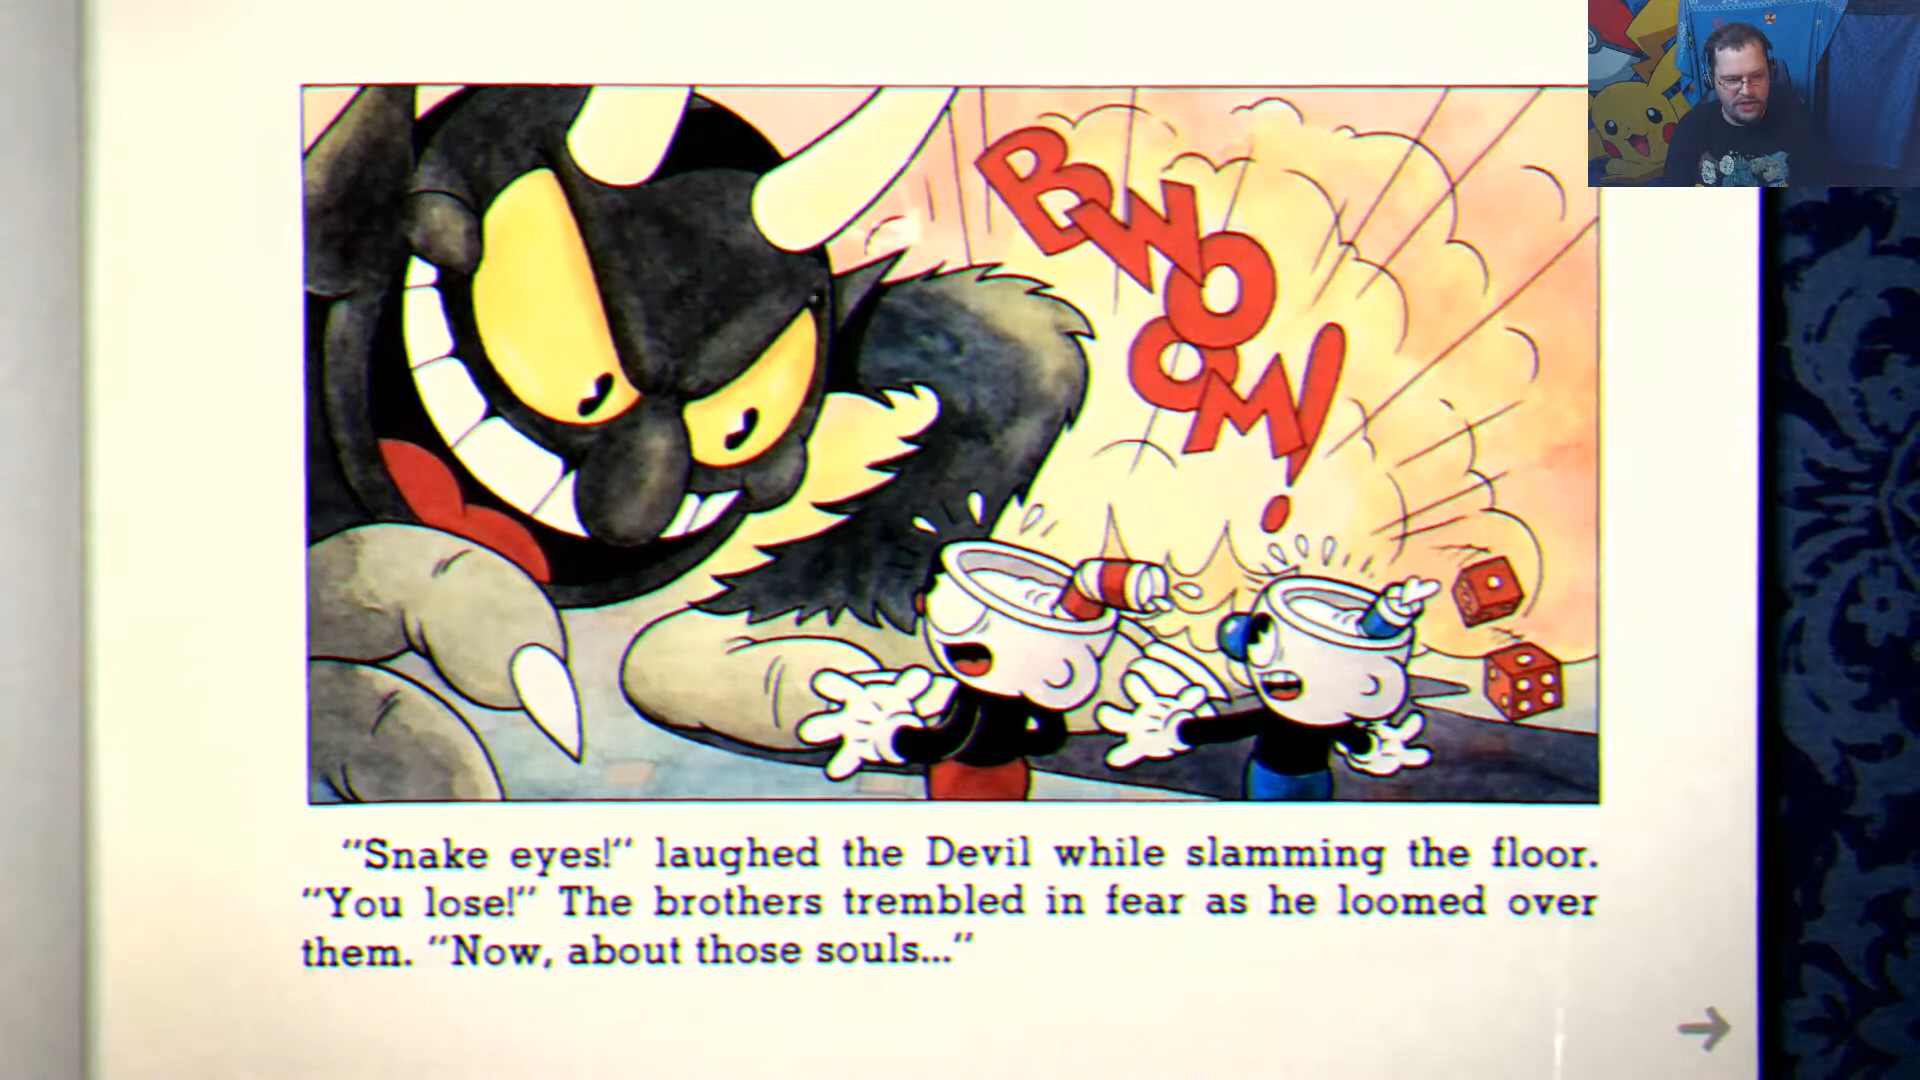 BWOOM!
“Snake eyes!” laughed the Devil while slamming the floor.
“You lose!” The brothers trembled in fear as he loomed over
them. “Now, about those souls...”